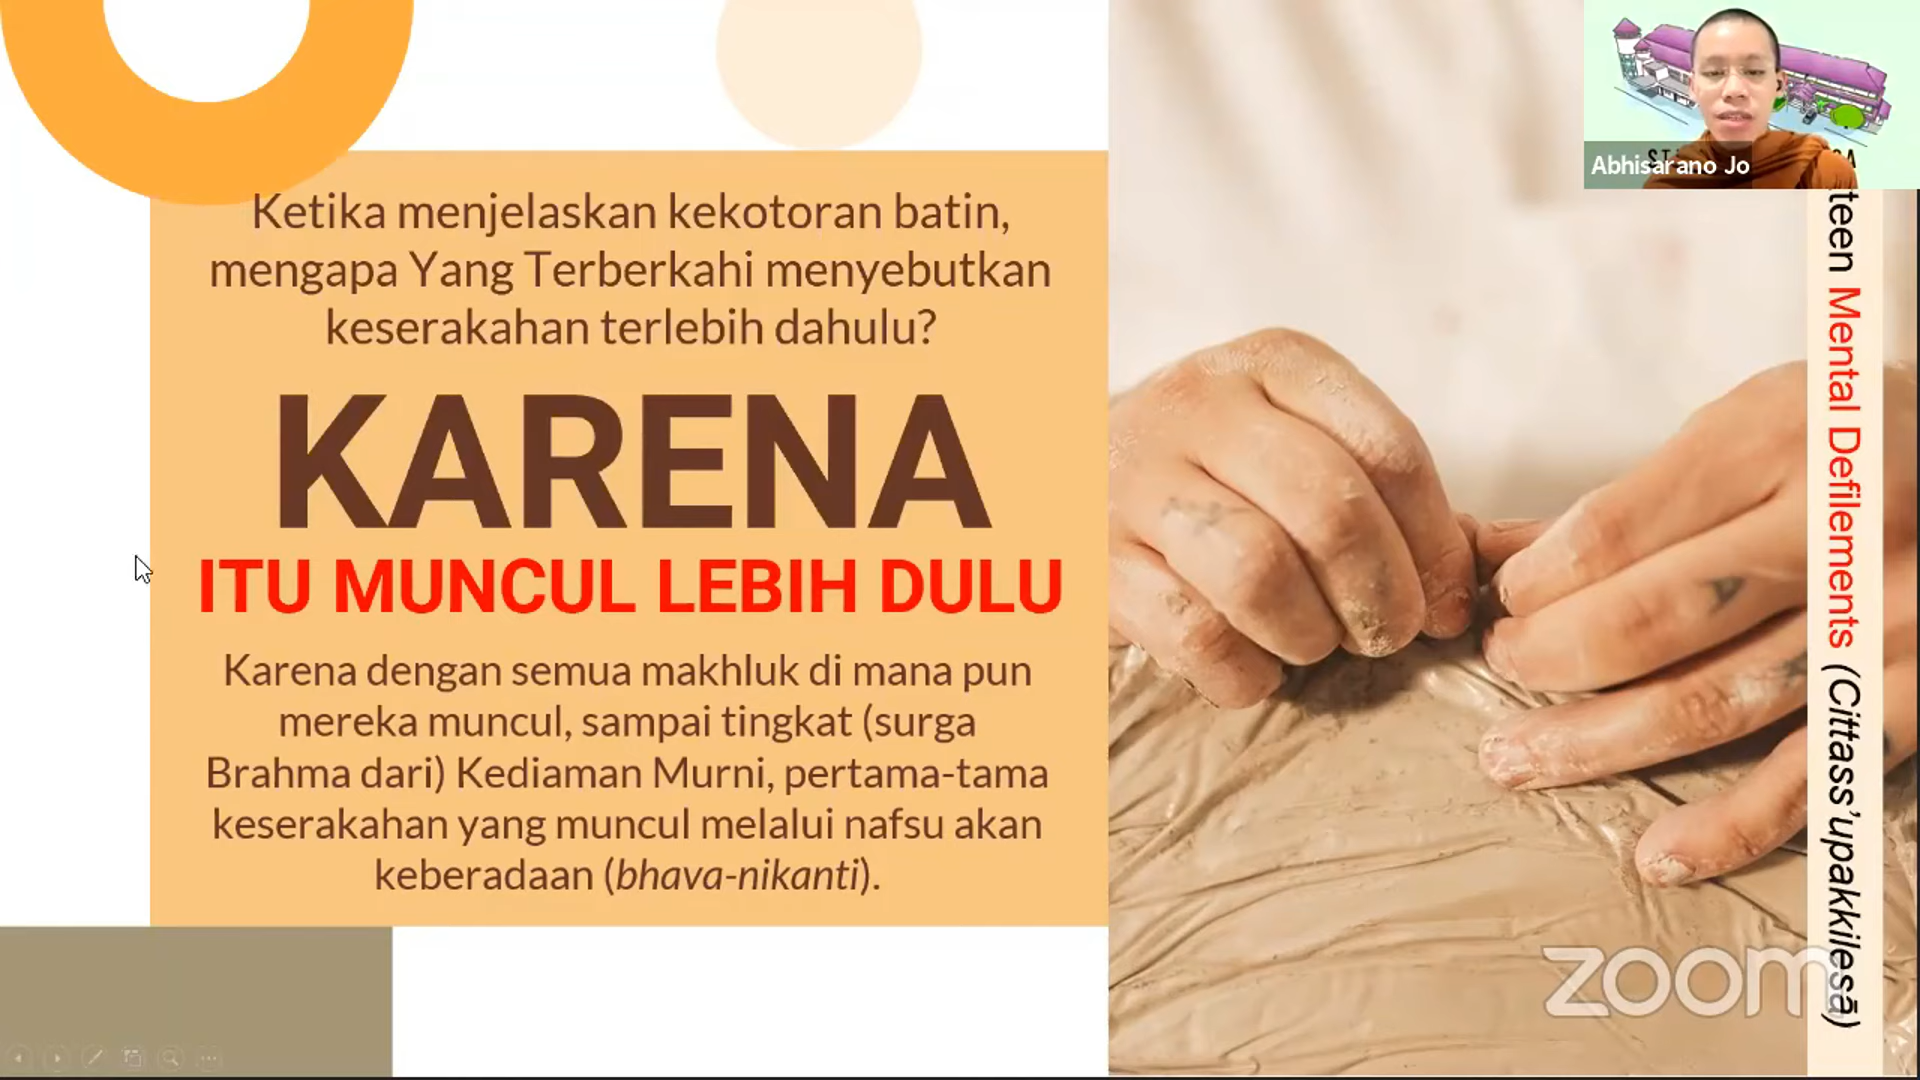 Ketika menjelaskan kekotoran batin,
mengapa Yang Terberkahi menyebutkan
keserakahan terlebih dahulu?
KARENA
ITU MUNCUL LEBIH DULU
Karena dengan semua makhluk di mana pun
mereka muncul, sampai tingkat (surga
Brahma dari) Kediaman Murni, pertama-tama
keserakahan yang muncul melalui nafsu akan
keberadaan (bhava-nikanti).
Abhisarano Jo
teen Mental Defilements (Cittass’upakkilesā)
zoom